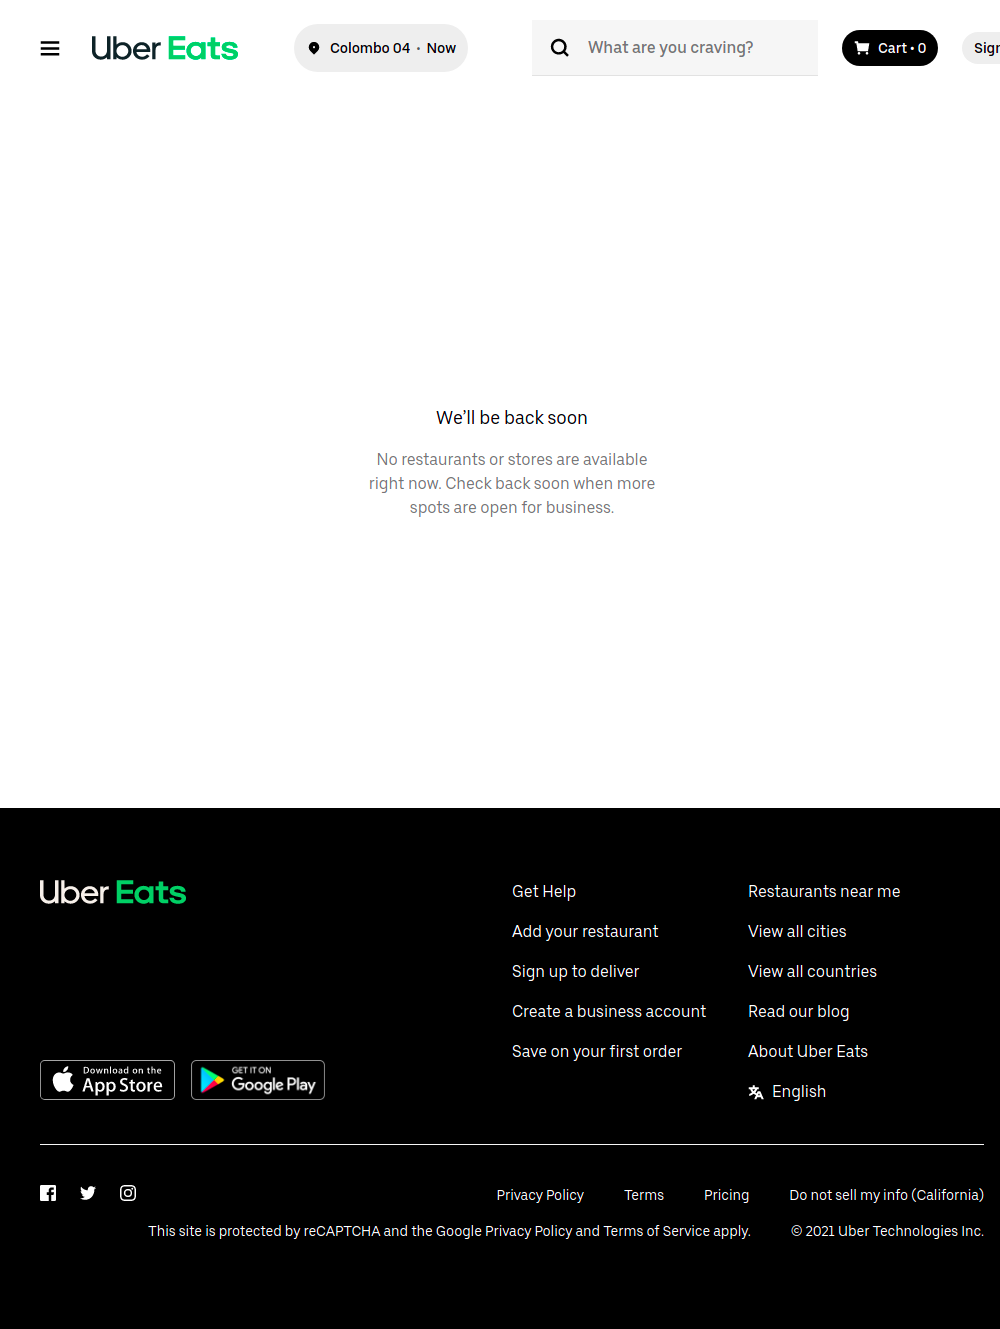 Uber Eats
Colombo 04 • Now
What are you craving?
Cart • 0
Sign
We'll be back soon
No restaurants or stores are available
right now. Check back soon when more
spots are open for business.
Uber Eats
Get Help
Restaurants near me
Add your restaurant
View all cities
Sign up to deliver
View all countries
Create a business account
Read our blog
Save on your first order
About Uber Eats
Download on the
App Store
GET IT ON
Google Play
English
Privacy Policy
Terms
Pricing
Do not sell my info (California)
This site is protected by reCAPTCHA and the Google Privacy Policy and Terms of Service apply.
© 2021 Uber Technologies Inc.